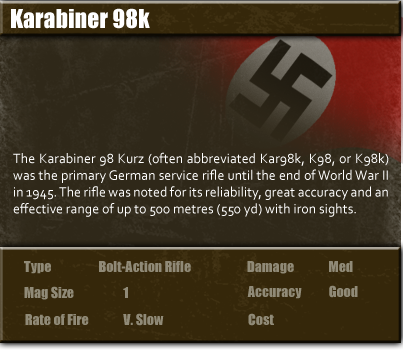 Karabiner 98k
The Karabiner 98 Kurz (often abbreviated Kar98k, K98, or K98k)
was the primary German service rifle until the end of World War II
in 1945. The rifle was noted for its reliability, great accuracy and an
effective range of up to 500 metres (550 yd) with iron sights.
Type Bolt-Action Rifle Damage Med
Mag Size 1 Accuracy Good
Rate of Fire V. Slow Cost